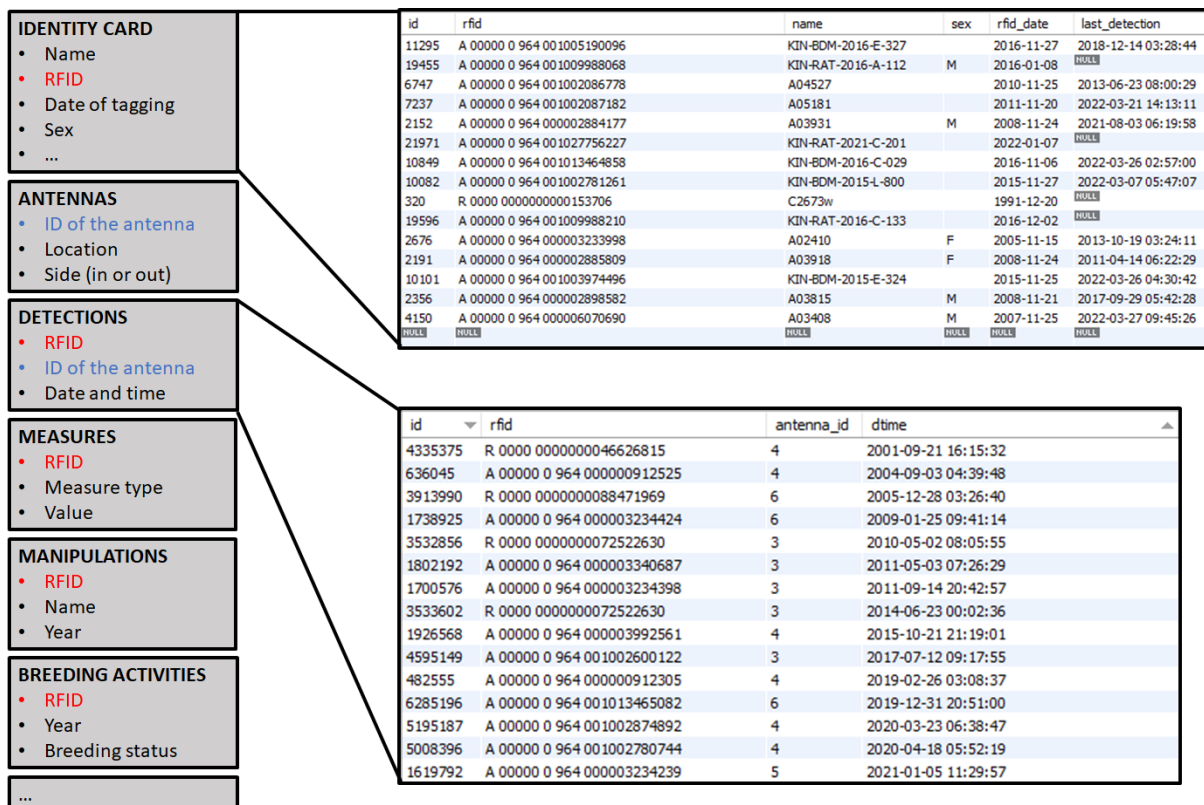 IDENTITY CARD
• Name
• RFID
• Date of tagging
• Sex
• ...
ANTENNAS
• ID of the antenna
• Location
• Side (in or out)
DETECTIONS
• RFID
• ID of the antenna
• Date and time
MEASURES
• RFID
• Measure type
• Value
MANIPULATIONS
• RFID
• Name
• Year
BREEDING ACTIVITIES
• RFID
• Year
• Breeding status
...
id rfid name sex rfid_date last_detection
11295 A 00000 0 964 001005190096 KIN-BDM-2016-E-327 2016-11-27 2018-12-14 03:28:44
19455 A 00000 0 964 001009988068 KIN-RAT-2016-A-112 M 2016-01-08 NULL
6747 A 00000 0 964 001002086778 A04527 2010-11-25 2013-06-23 08:00:29
7237 A 00000 0 964 001002087182 A05181 2011-11-20 2022-03-21 14:13:11
2152 A 00000 0 964 000002884177 A03931 M 2008-11-24 2021-08-03 06:19:58
21971 A 00000 0 964 001027756227 KIN-RAT-2021-C-201 2022-01-07 NULL
10849 A 00000 0 964 001013464858 KIN-BDM-2016-C-029 2016-11-06 2022-03-26 02:57:00
10082 A 00000 0 964 001002781261 KIN-BDM-2015-L-800 2015-11-27 2022-03-07 05:47:07
320 R 0000 0000000000153706 C2673w 1991-12-20 NULL
19596 A 00000 0 964 001009988210 KIN-RAT-2016-C-133 2016-12-02 NULL
2676 A 00000 0 964 000003233998 A02410 F 2005-11-15 2013-10-19 03:24:11
2191 A 00000 0 964 000002885809 A03918 F 2008-11-24 2011-04-14 06:22:29
10101 A 00000 0 964 001003974496 KIN-BDM-2015-E-324 2015-11-25 2022-03-26 04:30:42
2356 A 00000 0 964 000002898582 A03815 M 2008-11-21 2017-09-29 05:42:28
4150 A 00000 0 964 000006070690 A03408 M 2007-11-25 2022-03-27 09:45:26
NULL NULL NULL NULL NULL NULL
id rfid antenna_id dtime
4335375 R 0000 0000000046626815 4 2001-09-21 16:15:32
636045 A 00000 0 964 000000912525 4 2004-09-03 04:39:48
3913990 R 0000 0000000088471969 6 2005-12-28 03:26:40
1738925 A 00000 0 964 000003234424 6 2009-01-25 09:41:14
3532856 R 0000 0000000072522630 3 2010-05-02 08:05:55
1802192 A 00000 0 964 000003340687 3 2011-05-03 07:26:29
1700576 A 00000 0 964 000003234398 3 2011-09-14 20:42:57
3533602 R 0000 0000000072522630 3 2014-06-23 00:02:36
1926568 A 00000 0 964 000003992561 4 2015-10-21 21:19:01
4595149 A 00000 0 964 001002600122 3 2017-07-12 09:17:55
482555 A 00000 0 964 000000912305 4 2019-02-26 03:08:37
6285196 A 00000 0 964 001013465082 6 2019-12-31 20:51:00
5195187 A 00000 0 964 001002874892 4 2020-03-23 06:38:47
5008396 A 00000 0 964 001002780744 4 2020-04-18 05:52:19
1619792 A 00000 0 964 000003234239 5 2021-01-05 11:29:57